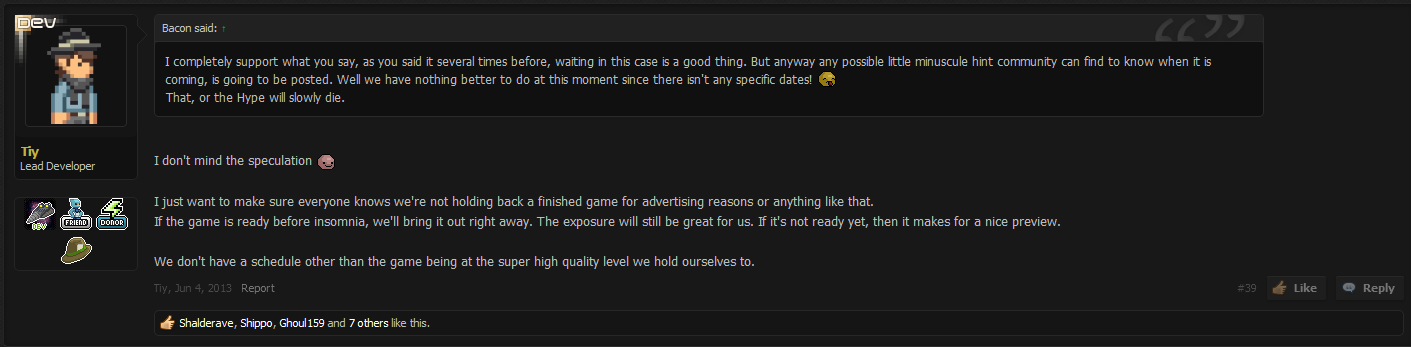 Dev
Bacon said: ↑
I completely support what you say, as you said it several times before, waiting in this case is a good thing. But anyway any possible little minuscule hint community can find to know when it is
coming, is going to be posted. Well we have nothing better to do at this moment since there isn't any specific dates!
That, or the Hype will slowly die.
Tiy
Lead Developer
DEV
FRIEND
DONOR
I don't mind the speculation
I just want to make sure everyone knows we're not holding back a finished game for advertising reasons or anything like that.
If the game is ready before insomnia, we'll bring it out right away. The exposure will still be great for us. If it's not ready yet, then it makes for a nice preview.
We don't have a schedule other than the game being at the super high quality level we hold ourselves to.
Tiy, Jun 4, 2013 Report #39 Like Reply
Shalderave, Shippo, Ghoul159 and 7 others like this.